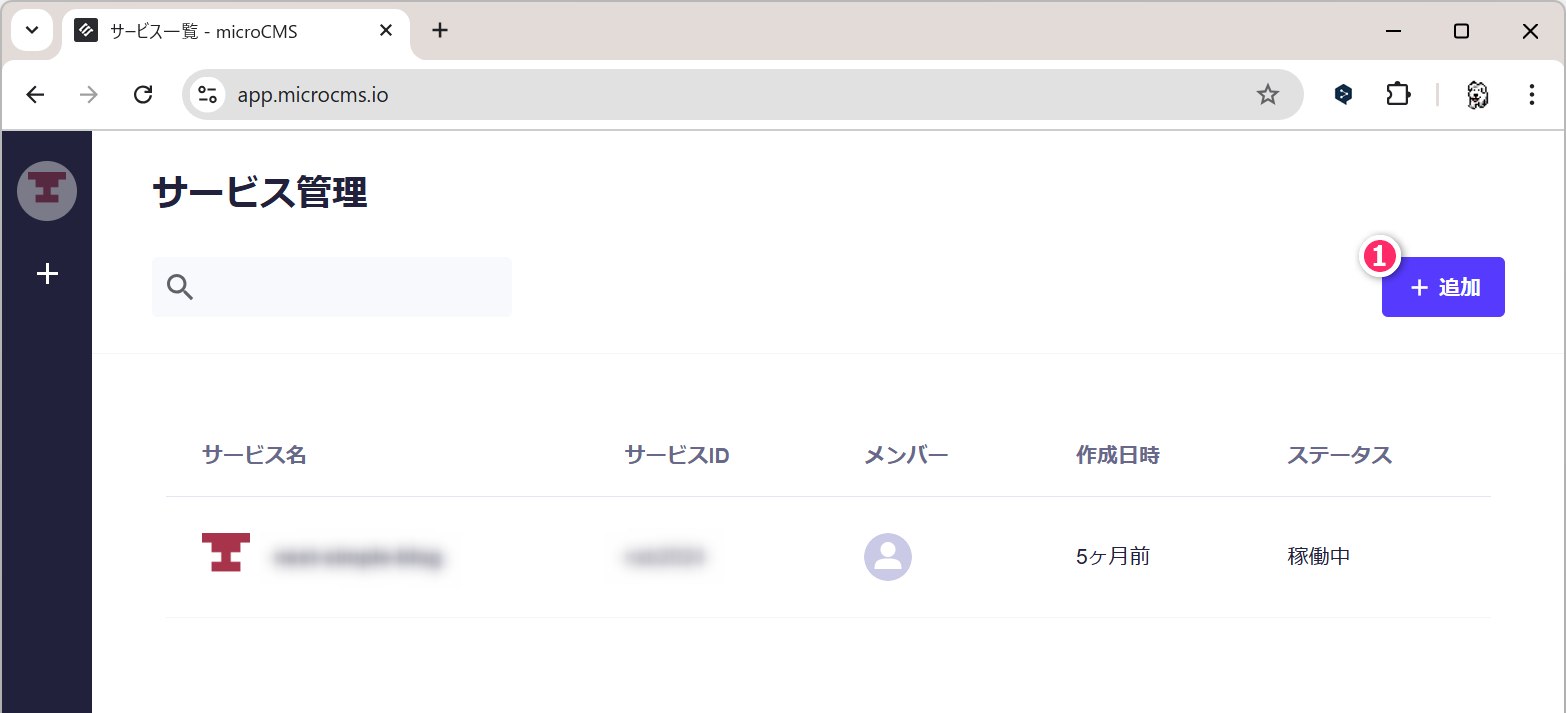 サービス一覧 - microCMS
app.microcms.io
サービス管理
1
追加
サービス名 サービスID メンバー 作成日時 ステータス
5ヶ月前 稼働中